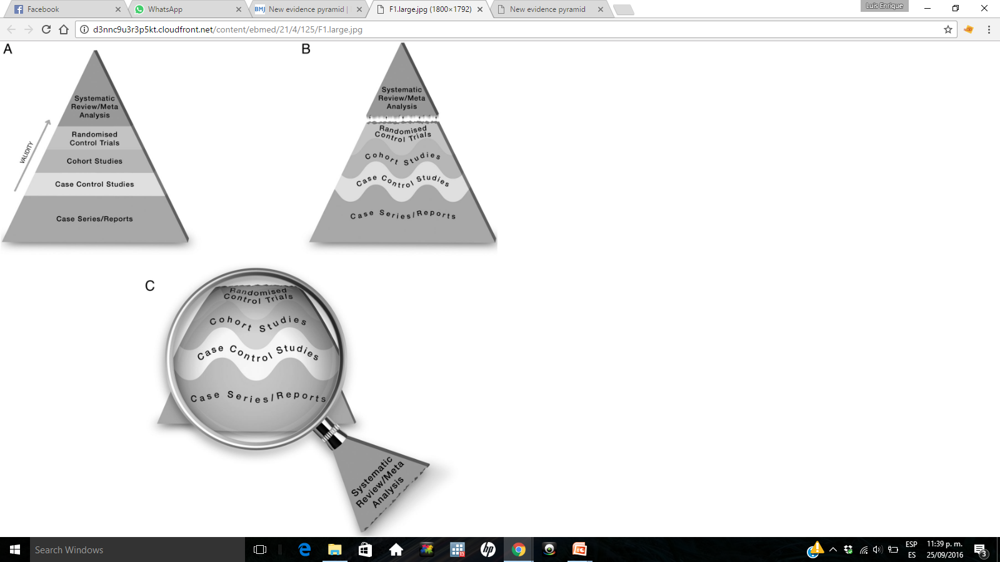 Facebook
WhatsApp
BMJ New evidence pyramid |
F1.large.jpg (1800×1792)
New evidence pyramid
Luis Enrique
d3nnc9u3r3p5kt.cloudfront.net/content/ebmed/21/4/125/F1.large.jpg
A
Systematic
Review/Meta
Analysis
Randomised
Control Trials
Cohort Studies
Case Control Studies
Case Series/Reports
VALIDITY
B
Systematic
Review/Meta
Analysis
Randomised
Control Trials
Cohort Studies
Case Control Studies
Case Series/Reports
C
Randomised
Control Trials
Cohort Studies
Case Control Studies
Case Series/Reports
Systematic
Review/Meta
Analysis
Search Windows
13
hp
ESP
ES
11:39 p. m.
25/09/2016
3